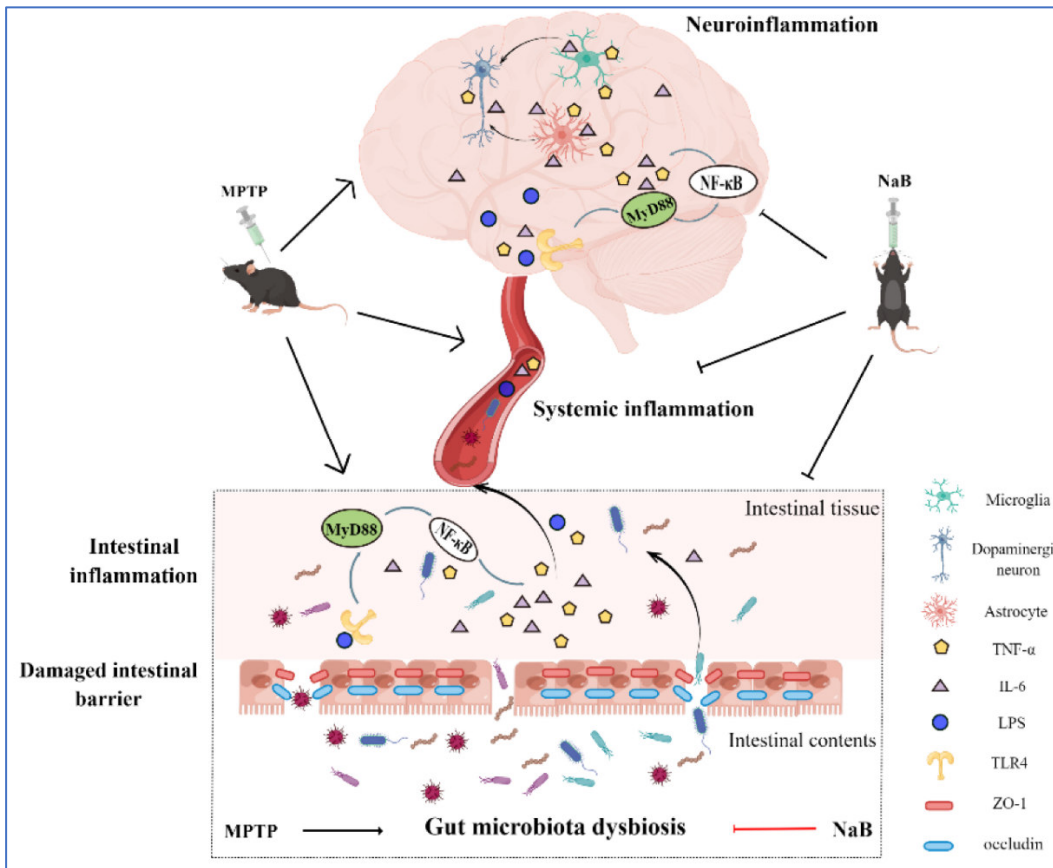 Neuroinflammation
MPTP
NaB
NF-κB
MyD88
Systemic inflammation
Intestinal tissue
MyD88
NF-κB
Intestinal
inflammation
Damaged intestinal
barrier
Intestinal contents
MPTP
Gut microbiota dysbiosis
NaB
Microglia
Dopaminergi
neuron
Astrocyte
TNF-α
IL-6
LPS
TLR4
ZO-1
occludin